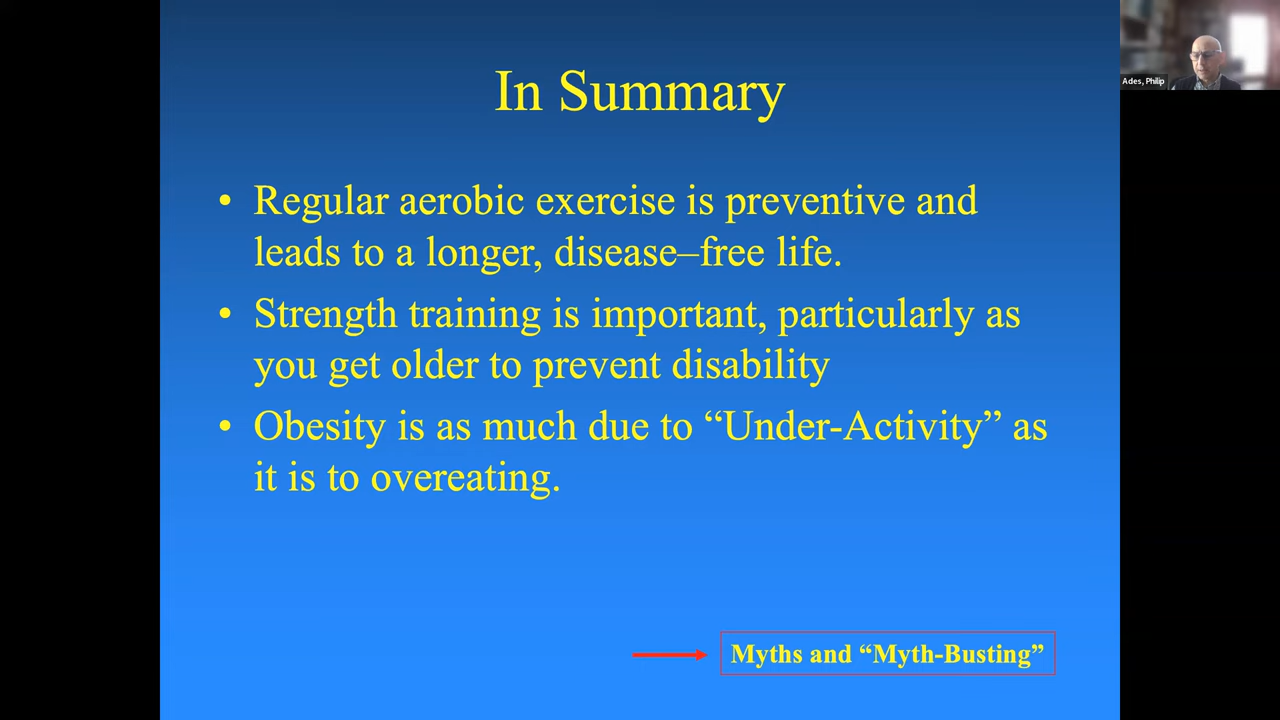 In Summary
• Regular aerobic exercise is preventive and
leads to a longer, disease–free life.
• Strength training is important, particularly as
you get older to prevent disability
• Obesity is as much due to “Under-Activity” as
it is to overeating.
Myths and “Myth-Busting”
Ades, Philip